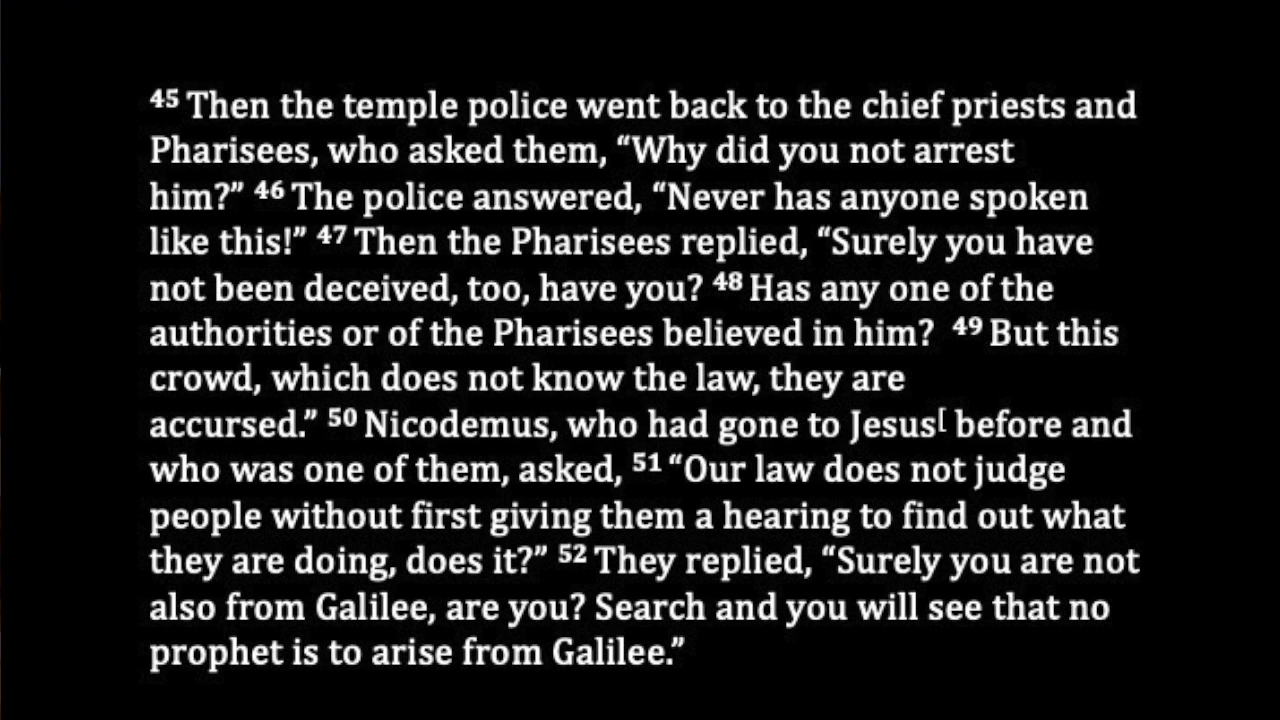 45 Then the temple police went back to the chief priests and
Pharisees, who asked them, “Why did you not arrest
him?” 46 The police answered, “Never has anyone spoken
like this!” 47 Then the Pharisees replied, “Surely you have
not been deceived, too, have you? 48 Has any one of the
authorities or of the Pharisees believed in him? 49 But this
crowd, which does not know the law, they are
accursed.” 50 Nicodemus, who had gone to Jesus[ before and
who was one of them, asked, 51 “Our law does not judge
people without first giving them a hearing to find out what
they are doing, does it?” 52 They replied, “Surely you are not
also from Galilee, are you? Search and you will see that no
prophet is to arise from Galilee.”